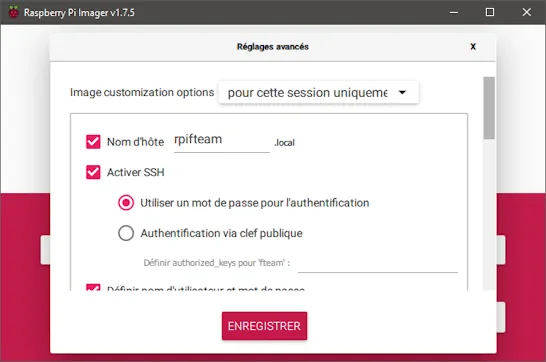 Raspberry Pi Imager v1.7.5
Réglages avancés X
Image customization options pour cette session uniqueme
Nom d'hôte rpifteam .local
Activer SSH
Utiliser un mot de passe pour l'authentification
Authentification via clef publique
Définir authorized_keys pour 'fteam' :
Définir nom d'utilisateur et mot de passe
ENREGISTRER